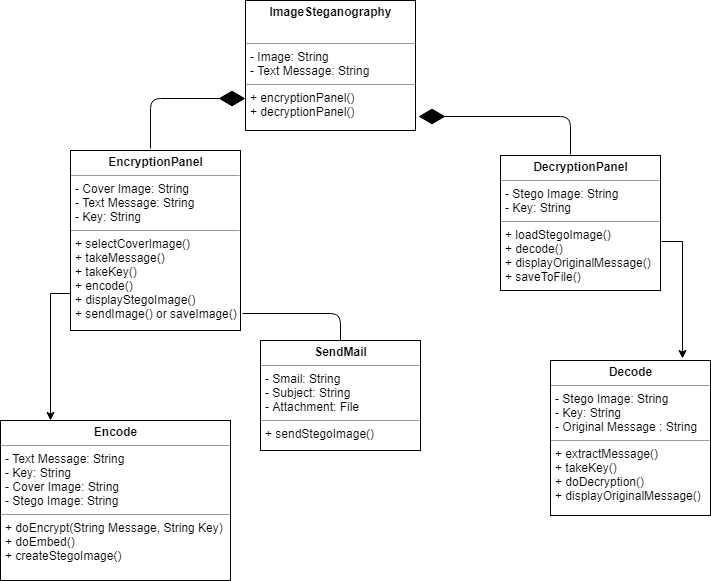 ImageSteganography
- Image: String
- Text Message: String
+ encryptionPanel()
+ decryptionPanel()
EncryptionPanel
- Cover Image: String
- Text Message: String
- Key: String
+ selectCoverImage()
+ takeMessage()
+ takeKey()
+ encode()
+ displayStegoImage()
+ sendImage() or saveImage()
DecryptionPanel
- Stego Image: String
- Key: String
+ loadStegoImage()
+ decode()
+ displayOriginalMessage()
+ saveToFile()
SendMail
- Smail: String
- Subject: String
- Attachment: File
+ sendStegoImage()
Decode
- Stego Image: String
- Key: String
- Original Message : String
+ extractMessage()
+ takeKey()
+ doDecryption()
+ displayOriginalMessage()
Encode
- Text Message: String
- Key: String
- Cover Image: String
- Stego Image: String
+ doEncrypt(String Message, String Key)
+ doEmbed()
+ createStegoImage()